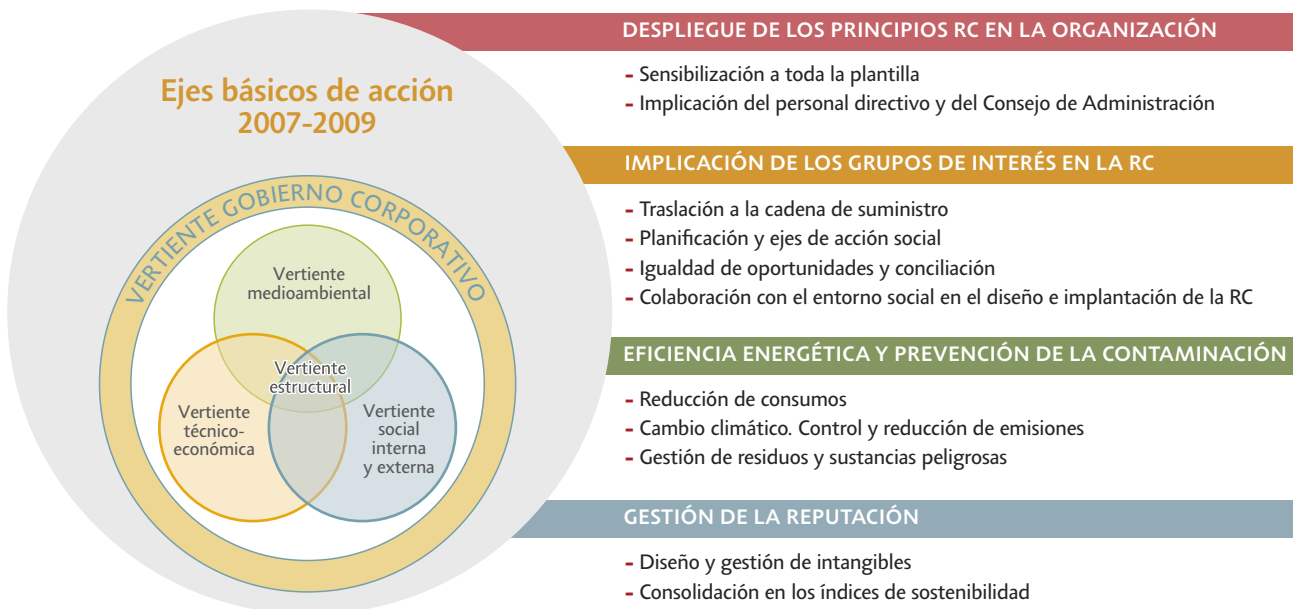 Ejes básicos de acción
2007-2009
VERTIENTE GOBIERNO CORPORATIVO
Vertiente
medioambiental
Vertiente
estructural
Vertiente
técnico-
económica
Vertiente
social
interna
y externa
DESPLIEGUE DE LOS PRINCIPIOS RC EN LA ORGANIZACIÓN
- Sensibilización a toda la plantilla
- Implicación del personal directivo y del Consejo de Administración
IMPLICACIÓN DE LOS GRUPOS DE INTERÉS EN LA RC
- Traslación a la cadena de suministro
- Planificación y ejes de acción social
- Igualdad de oportunidades y conciliación
- Colaboración con el entorno social en el diseño e implantación de la RC
EFICIENCIA ENERGÉTICA Y PREVENCIÓN DE LA CONTAMINACIÓN
- Reducción de consumos
- Cambio climático. Control y reducción de emisiones
- Gestión de residuos y sustancias peligrosas
GESTIÓN DE LA REPUTACIÓN
- Diseño y gestión de intangibles
- Consolidación en los índices de sostenibilidad